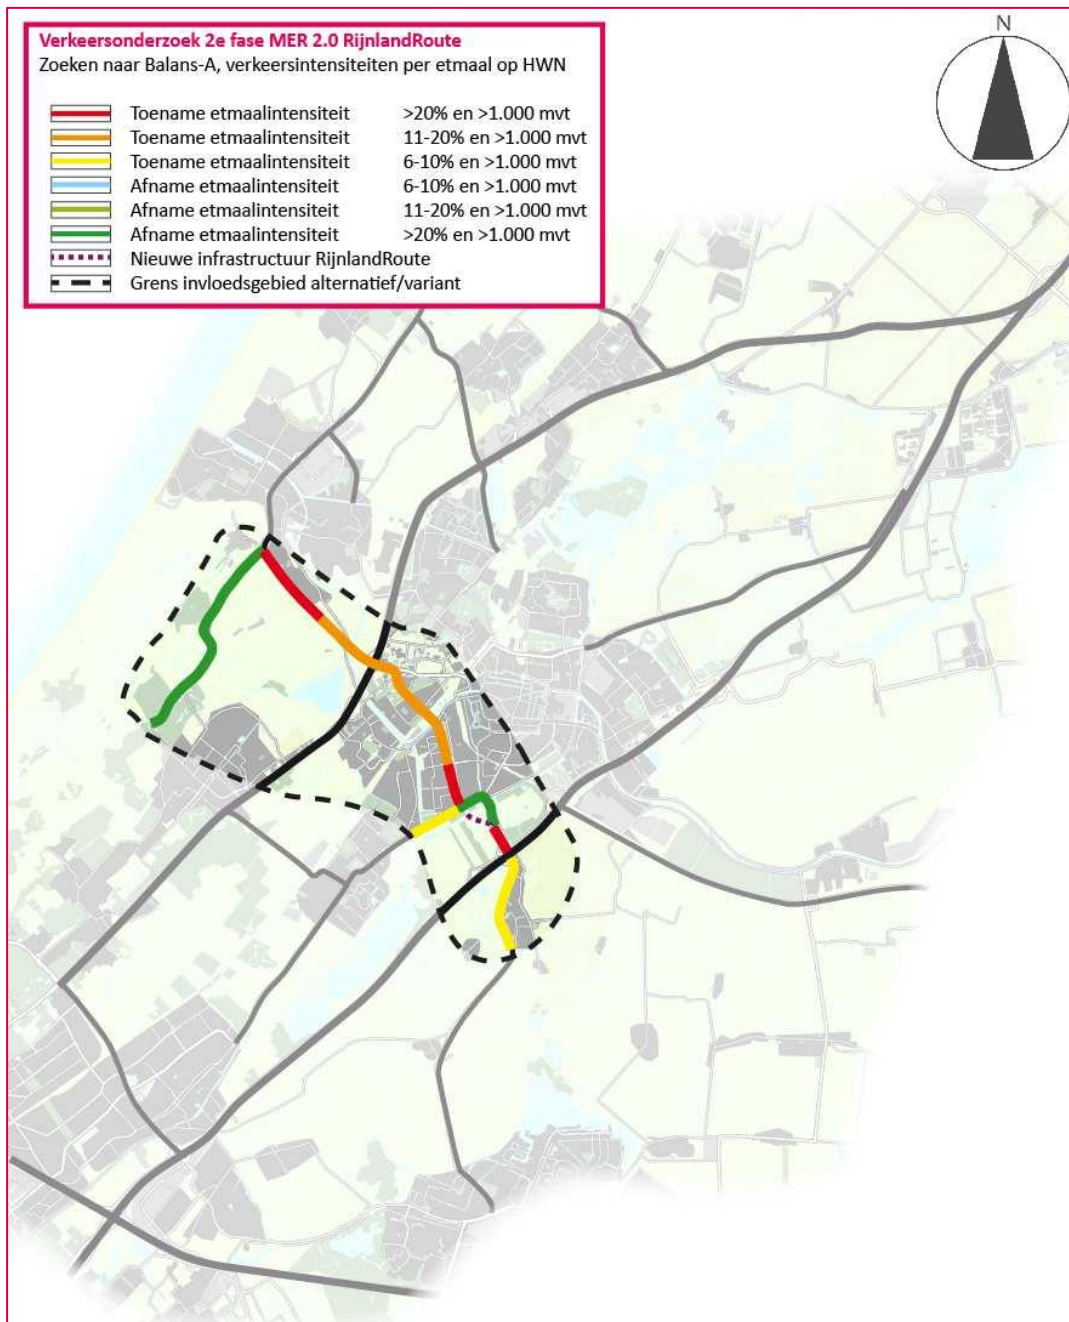 Verkeersonderzoek 2e fase MER 2.0 RijnlandRoute
Zoeken naar Balans-A, verkeersintensiteiten per etmaal op HWN
Toename etmaalintensiteit >20% en >1.000 mvt
Toename etmaalintensiteit 11-20% en >1.000 mvt
Toename etmaalintensiteit 6-10% en >1.000 mvt
Afname etmaalintensiteit 6-10% en >1.000 mvt
Afname etmaalintensiteit 11-20% en >1.000 mvt
Afname etmaalintensiteit >20% en >1.000 mvt
Nieuwe infrastructuur RijnlandRoute
Grens invloedsgebied alternatief/variant
N